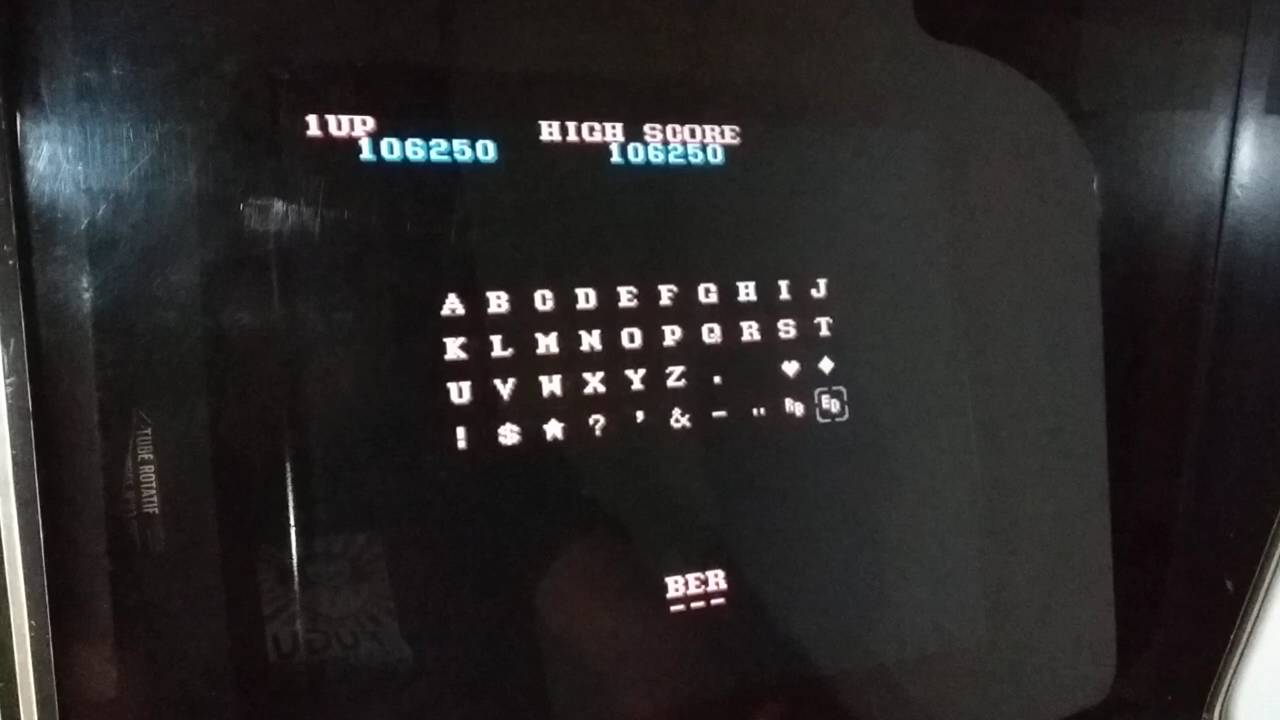 1UP HIGH SCORE
106250 106250
A B C D E F G H I J
K L M N O P Q R S T
U V W X Y Z . ♥ ♦
! $ ★ ? ' & - " RB ED
BER
TUBE ROTATIF